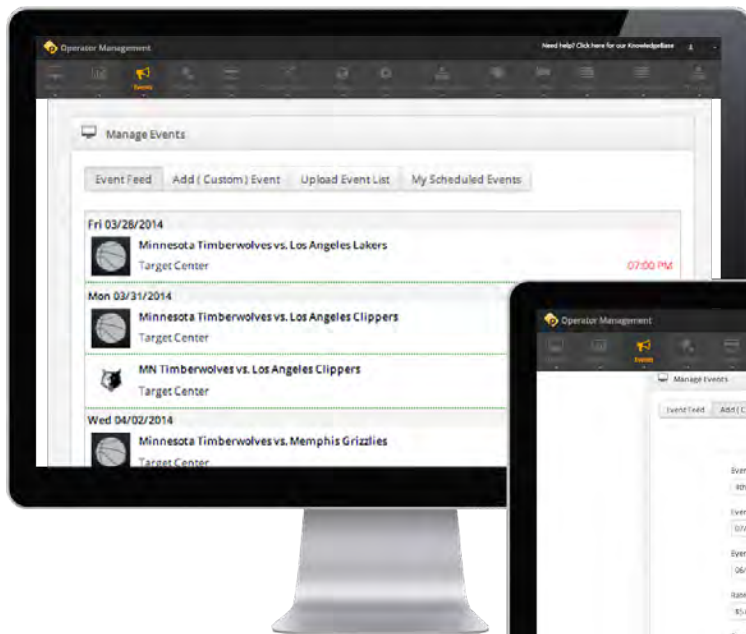 Operator Management
Need help? Click here for our KnowledgeBase
Events
Manage Events
Event Feed
Add ( Custom ) Event
Upload Event List
My Scheduled Events
Fri 03/28/2014
Minnesota Timberwolves vs. Los Angeles Lakers
Target Center
07:00 PM
Mon 03/31/2014
Minnesota Timberwolves vs. Los Angeles Clippers
Target Center
MN Timberwolves vs. Los Angeles Clippers
Target Center
Wed 04/02/2014
Minnesota Timberwolves vs. Memphis Grizzlies
Target Center
Operator Management
Events
Manage Events
Event Feed
Add ( C